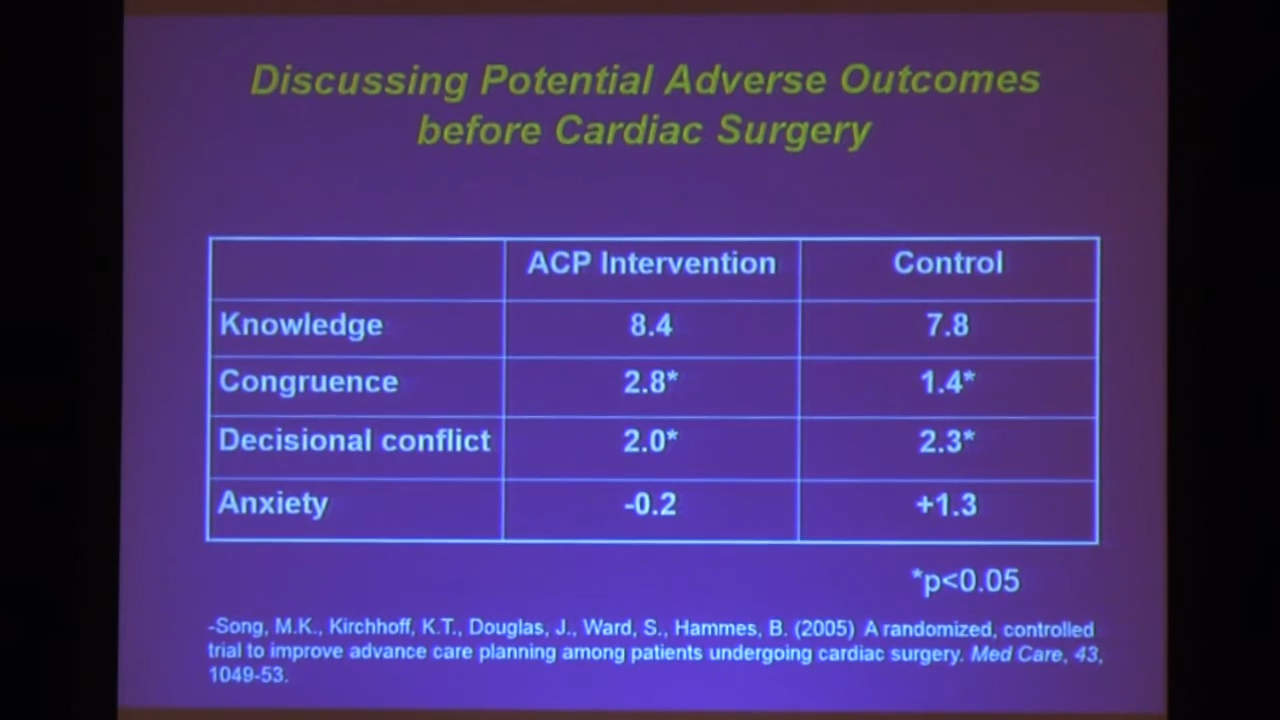 Discussing Potential Adverse Outcomes
before Cardiac Surgery
ACP Intervention Control
Knowledge 8.4 7.8
Congruence 2.8* 1.4*
Decisional conflict 2.0* 2.3*
Anxiety -0.2 +1.3
*p<0.05
-Song, M.K., Kirchhoff, K.T., Douglas, J., Ward, S., Hammes, B. (2005) A randomized, controlled
trial to improve advance care planning among patients undergoing cardiac surgery. Med Care, 43,
1049-53.